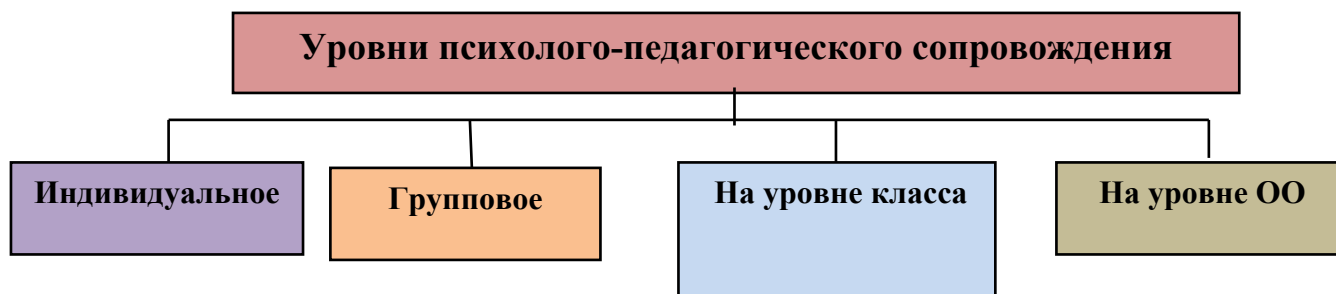 Уровни психолого-педагогического сопровождения
Индивидуальное
Групповое
На уровне класса
На уровне ОО